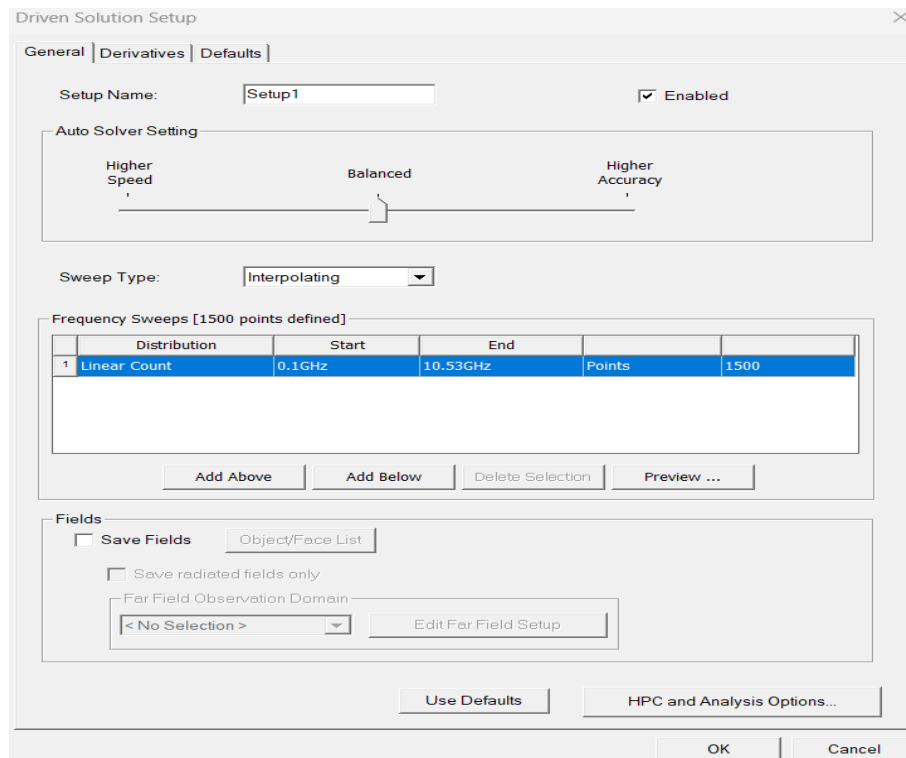 Driven Solution Setup
General Derivatives Defaults
Setup Name: Setup1 Enabled
Auto Solver Setting
Higher Speed Balanced Higher Accuracy
Sweep Type: Interpolating
Frequency Sweeps [1500 points defined]
Distribution Start End
1 Linear Count 0.1GHz 10.53GHz Points 1500
Add Above Add Below Delete Selection Preview ...
Fields
Save Fields Object/Face List
Save radiated fields only
Far Field Observation Domain
< No Selection > Edit Far Field Setup
Use Defaults HPC and Analysis Options...
OK Cancel